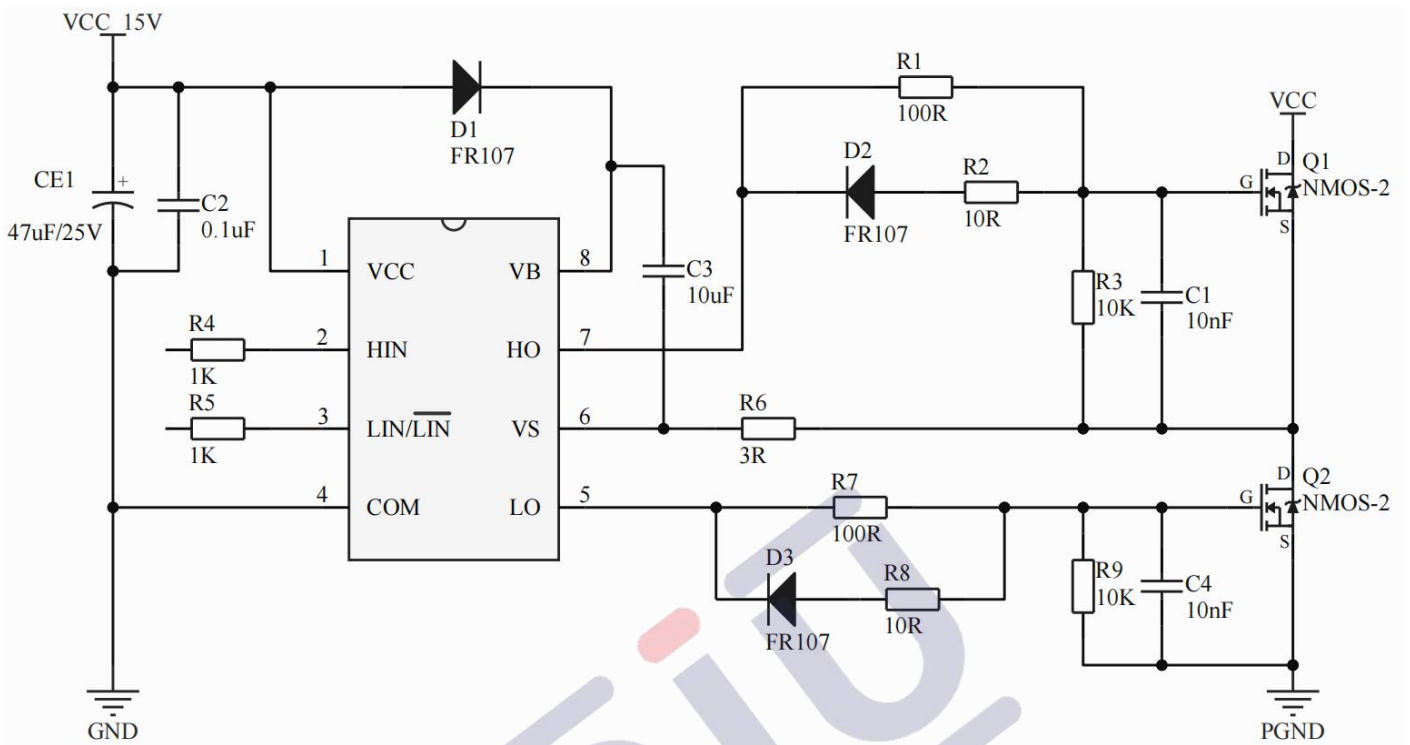 VCC_15V
R1
100R
VCC
D1
FR107
D2
FR107
R2
10R
D
Q1
G
NMOS-2
S
CE1
+
47uF/25V
C2
0.1uF
1
VCC
VB
8
C3
10uF
R3
10K
C1
10nF
R4
1K
2
HIN
HO
7
R5
1K
3
LIN/LIN
VS
6
R6
3R
4
COM
LO
5
R7
100R
D
Q2
G
NMOS-2
S
D3
FR107
R8
10R
R9
10K
C4
10nF
GND
PGND